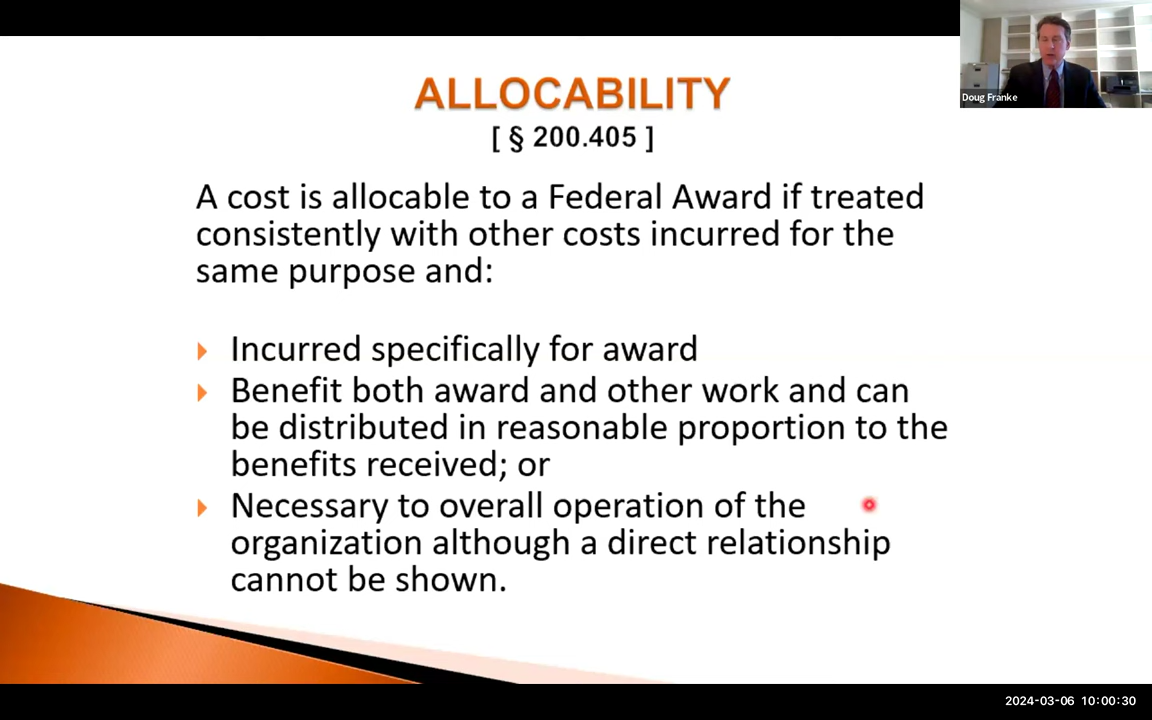 ALLOCABILITY
[ § 200.405 ]
A cost is allocable to a Federal Award if treated
consistently with other costs incurred for the
same purpose and:
Incurred specifically for award
Benefit both award and other work and can
be distributed in reasonable proportion to the
benefits received; or
Necessary to overall operation of the
organization although a direct relationship
cannot be shown.
Doug Franke
2024-03-06 10:00:30